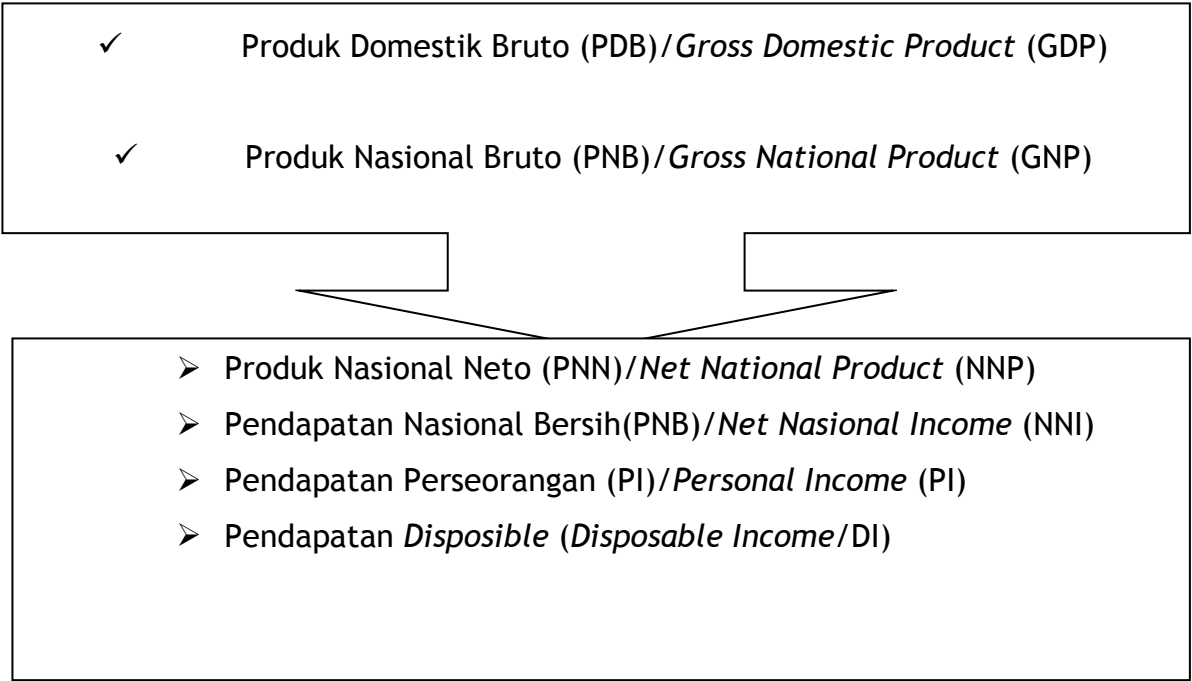 ✓ Produk Domestik Bruto (PDB)/Gross Domestic Product (GDP)
✓ Produk Nasional Bruto (PNB)/Gross National Product (GNP)
➢ Produk Nasional Neto (PNN)/Net National Product (NNP)
➢ Pendapatan Nasional Bersih(PNB)/Net Nasional Income (NNI)
➢ Pendapatan Perseorangan (PI)/Personal Income (PI)
➢ Pendapatan Disposible (Disposable Income/DI)